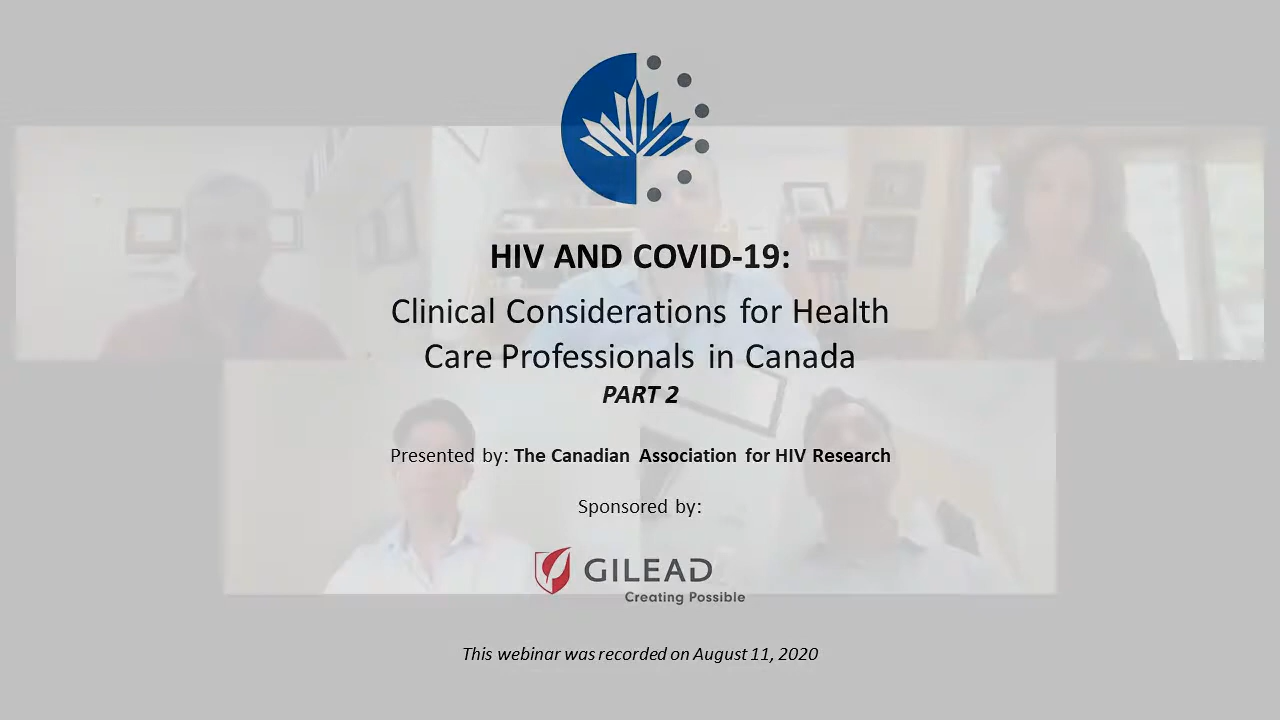 HIV AND COVID-19:
Clinical Considerations for Health
Care Professionals in Canada
PART 2
Presented by: The Canadian Association for HIV Research
Sponsored by:
GILEAD
Creating Possible
This webinar was recorded on August 11, 2020